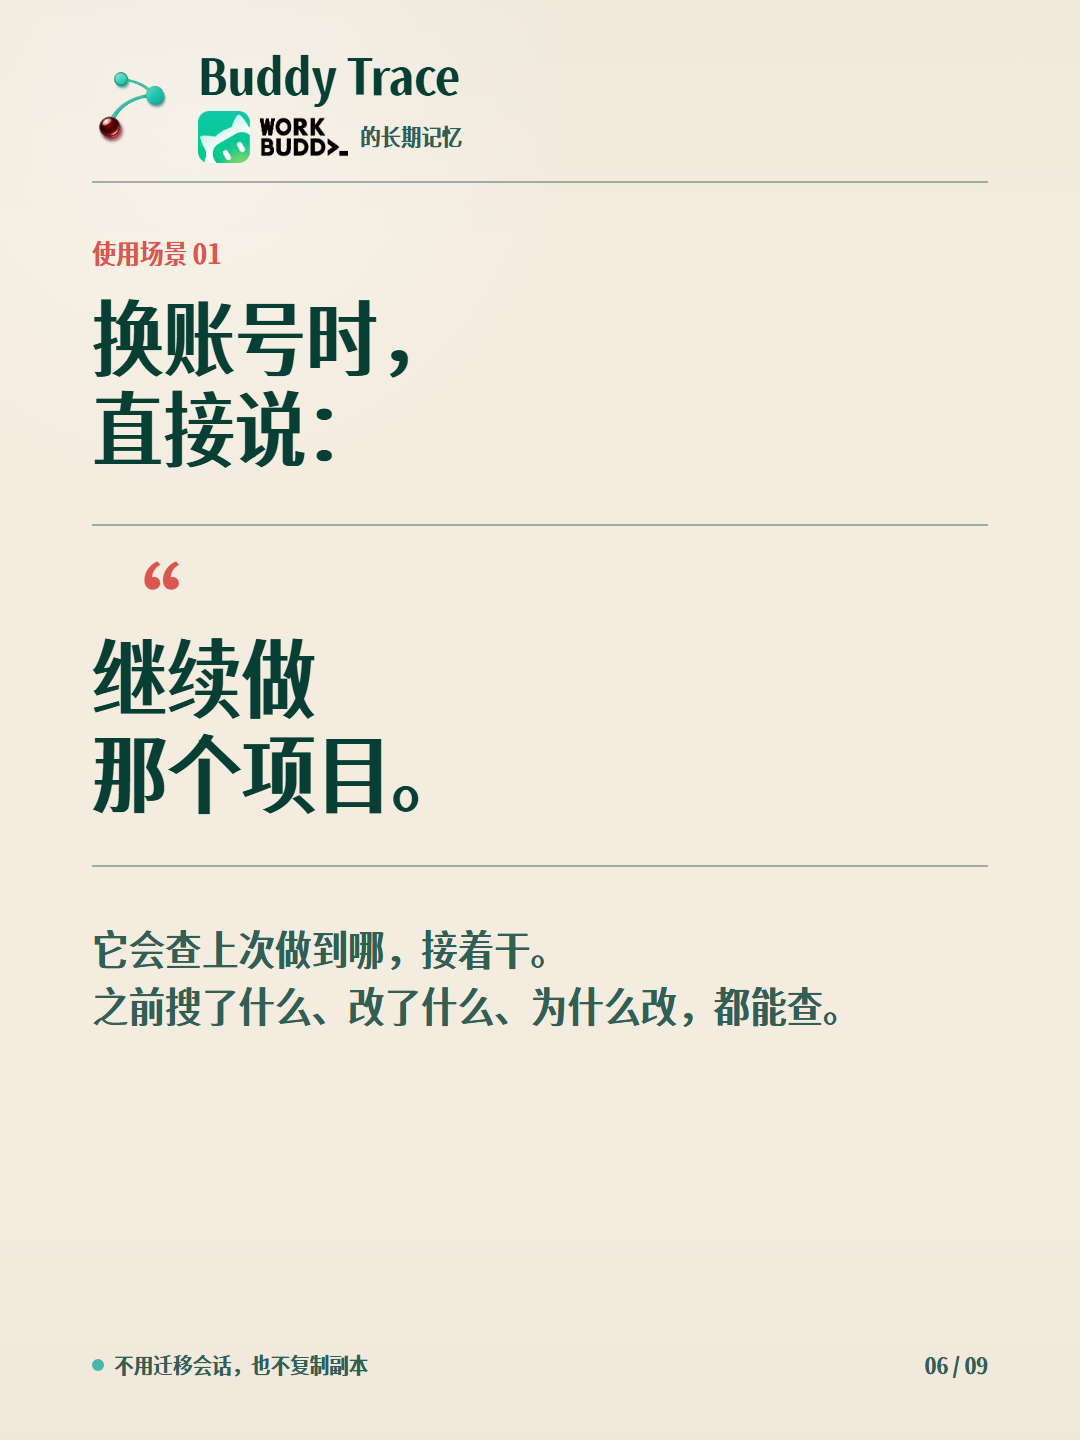 Buddy Trace
WORK
BUDD>_ 的长期记忆
使用场景 01
换账号时，
直接说：
“
继续做
那个项目。
它会查上次做到哪，接着干。
之前搜了什么、改了什么、为什么改，都能查。
不用迁移会话，也不复制副本
06 / 09